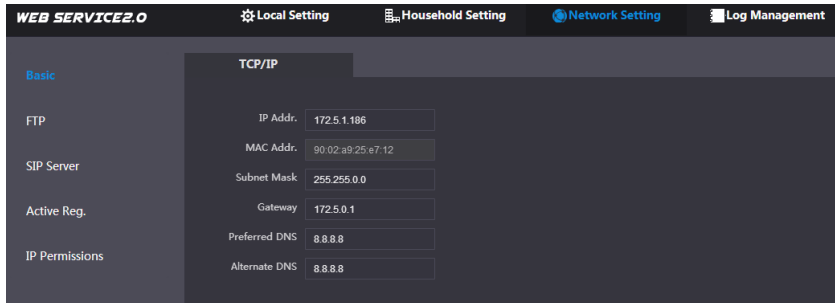 WEB SERVICE2.0 Local Setting Household Setting Network Setting Log Management
Basic
FTP
SIP Server
Active Reg.
IP Permissions
TCP/IP
IP Addr. 172.5.1.186
MAC Addr. 90:02:a9:25:e7:12
Subnet Mask 255.255.0.0
Gateway 172.5.0.1
Preferred DNS 8.8.8.8
Alternate DNS 8.8.8.8